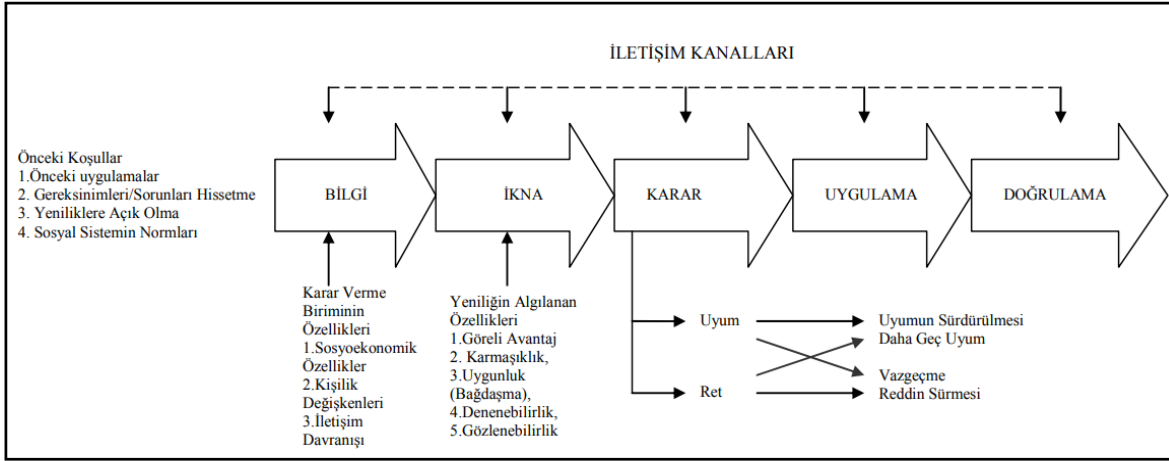 İLETİŞİM KANALLARI
Önceki Koşullar
1.Önceki uygulamalar
2. Gereksinimleri/Sorunları Hissetme
3. Yeniliklere Açık Olma
4. Sosyal Sistemin Normları
BİLGİ
İKNA
KARAR
UYGULAMA
DOĞRULAMA
Karar Verme
Biriminin
Özellikleri
1.Sosyoekonomik
Özellikler
2.Kişilik
Değişkenleri
3.İletişim
Davranışı
Yeniliğin Algılanan
Özellikleri
1.Göreli Avantaj
2. Karmaşıklık,
3.Uygunluk
(Bağdaşma),
4.Denenebilirlik,
5.Gözlenebilirlik
Uyum
Ret
Uyumun Sürdürülmesi
Daha Geç Uyum
Vazgeçme
Reddin Sürmesi